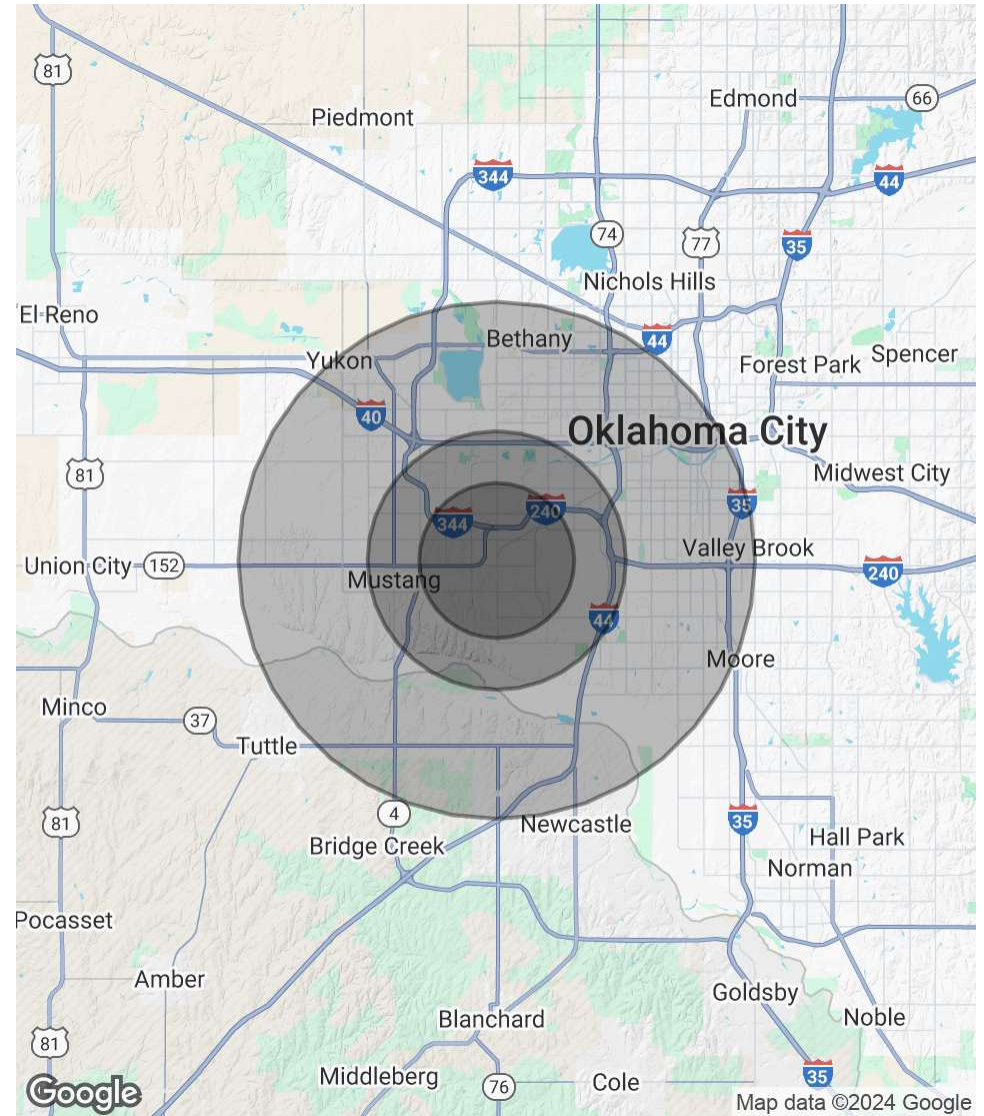 81
Piedmont
Edmond
66
344
44
74
77
35
Nichols Hills
'El Reno
Bethany
44
Yukon
Forest Park
Spencer
40
Oklahoma City
81
Midwest City
35
344
240
Valley Brook
Union City
152
240
Mustang
44
Moore
Minco
37
Tuttle
4
81
Newcastle
35
Bridge Creek
Hall Park
Norman
Pocasset
Amber
Goldsby
Blanchard
Noble
81
Middleberg
76
Cole
35
Google
Map data ©2024 Google